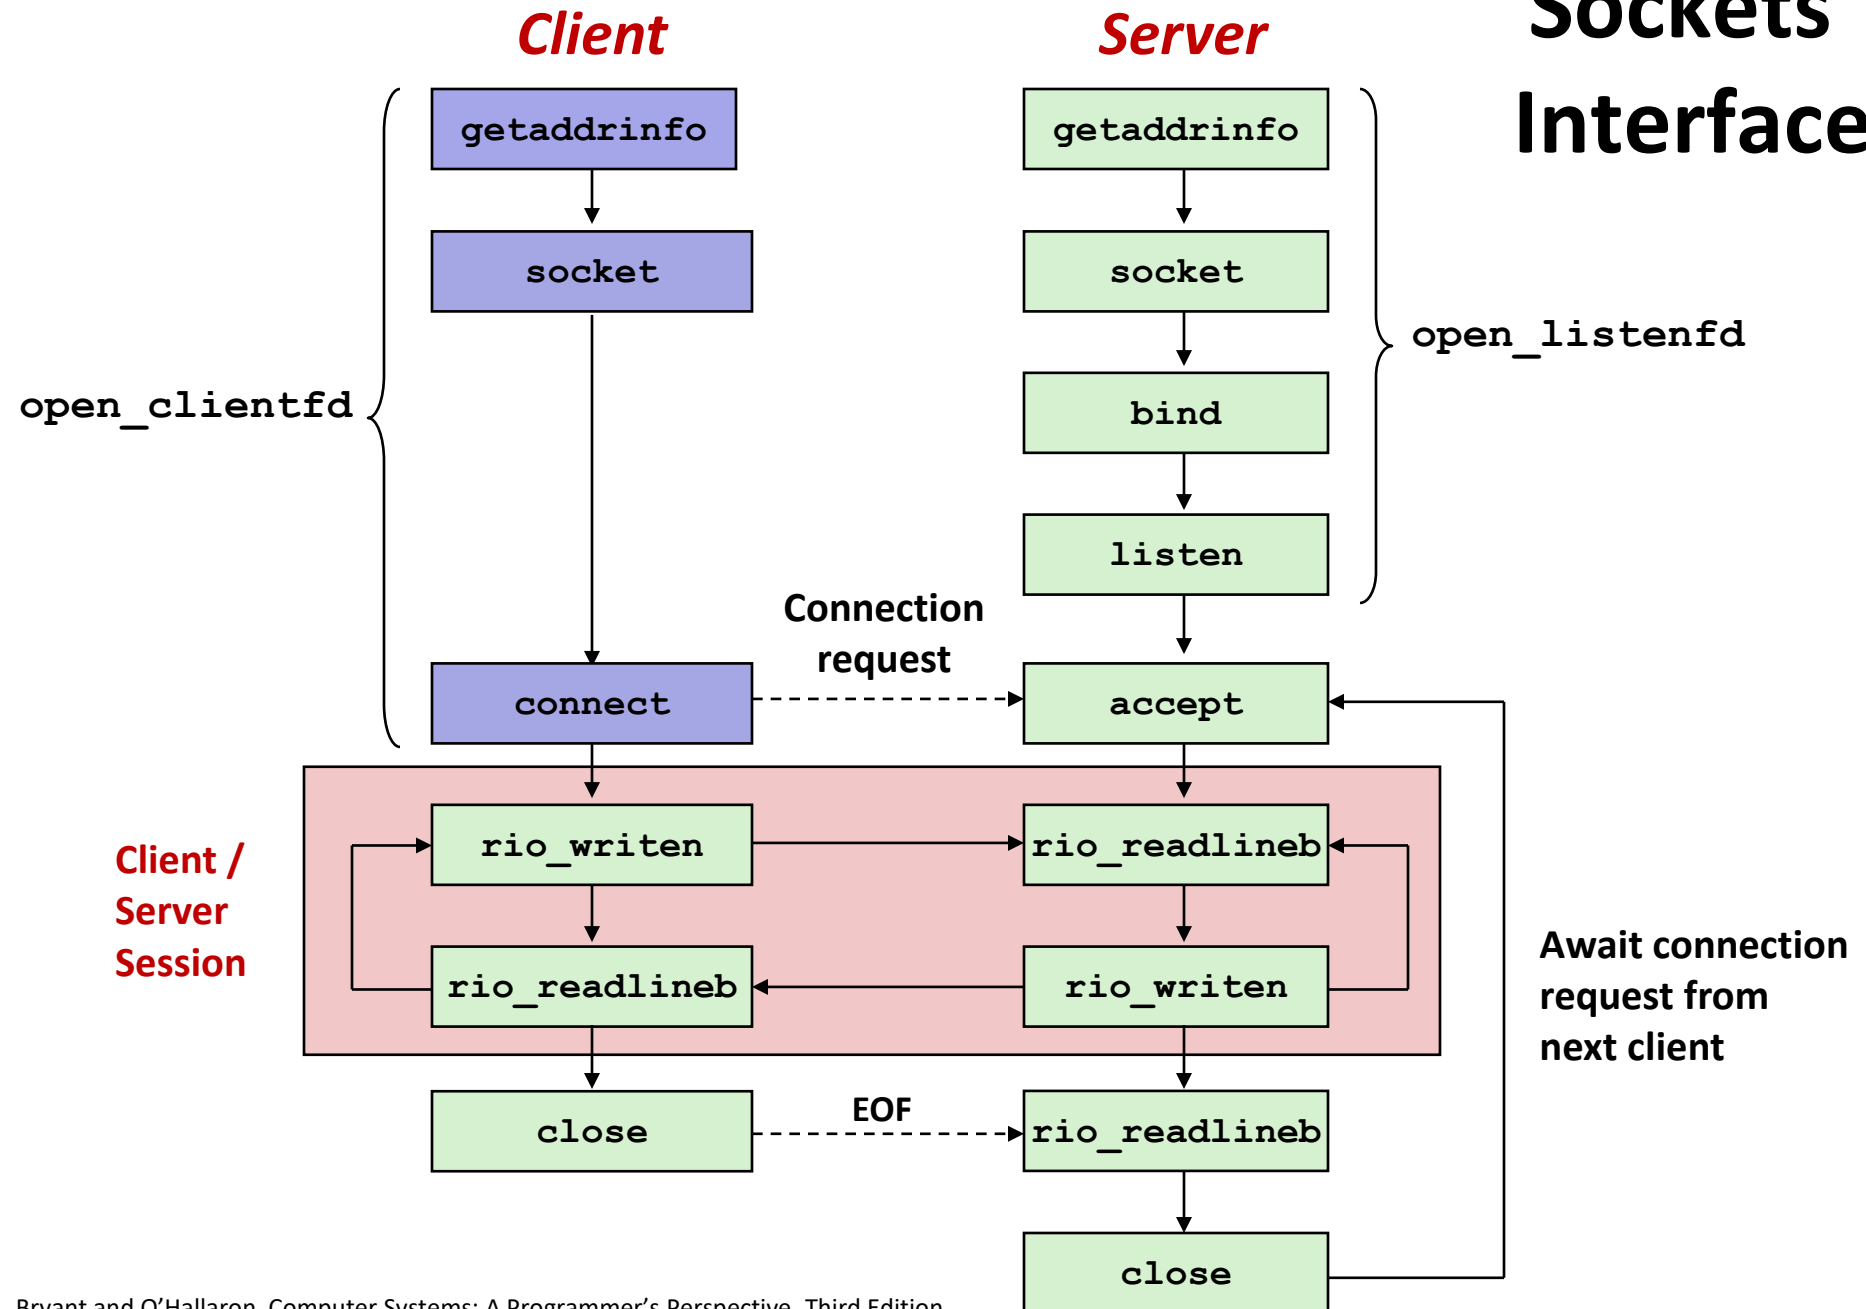 Sockets
Interface
Client
Server
getaddrinfo
getaddrinfo
socket
socket
open_listenfd
open_clientfd
bind
listen
Connection
request
connect
accept
Client /
Server
Session
rio_writen
rio_readlineb
rio_readlineb
rio_writen
Await connection
request from
next client
close
EOF
rio_readlineb
close
Bryant and O'Hallaron, Computer Systems: A Programmer's Perspective, Third Edition